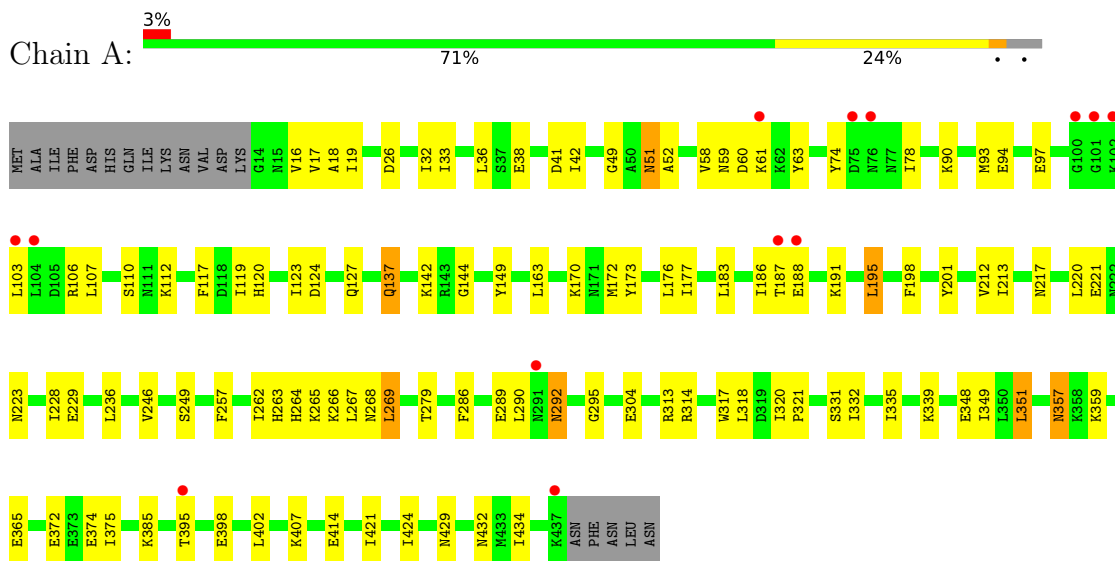 3%
Chain A:
71% 24% . .
MET ALA ILE PHE ASP HIS GLN ILE LYS ASN VAL ASP LYS G14 N15 V16 V17 A18 I19 D26 I32 I33 L36 S37 E38 D41 I42 G49 A50 N51 A52 V58 N59 D60 K61 K62 Y63 Y74 D75 N76 N77 I78 K90 M93 E94 E97 G100 G101 K102
L103 L104 D105 R106 L107 S110 N111 K112 F117 D118 I119 H120 I123 D124 Q127 Q137 K142 R143 G144 Y149 L163 K170 N171 M172 Y173 L176 I177 L183 I186 T187 E188 K191 L195 F198 Y201 V212 I213 N217 L220 E221 N222
N223 I228 E229 L236 V246 S249 F257 I262 H263 H264 K265 K266 L267 N268 L269 T279 F286 E289 L290 N291 N292 G295 E304 R313 R314 W317 L318 D319 I320 P321 S331 I332 I335 K339 E348 I349 L350 L351 N357 K358 K359
E365 E372 E373 E374 I375 K385 T395 E398 L402 K407 E414 I421 I424 N429 N432 M433 I434 K437 ASN PHE ASN LEU ASN